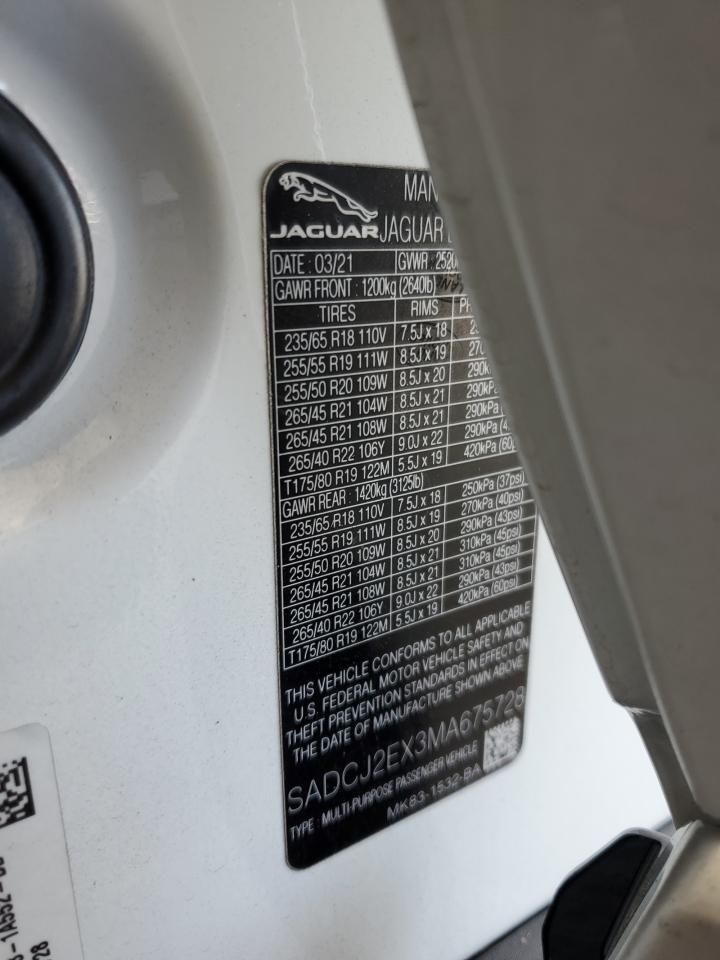 JAGUAR
MAN
JAGUAR
DATE : 03/21 GVWR : 2520
GAWR FRONT : 1200kg (2640lb)
TIRES RIMS
235/65 R18 110V 7.5J x 18
255/55 R19 111W 8.5J x 19 270
255/50 R20 109W 8.5J x 20 290k
265/45 R21 104W 8.5J x 21 290kPa
265/45 R21 108W 8.5J x 21 290kPa
265/40 R22 106Y 9.0J x 22 290kPa (4
T175/80 R19 122M 5.5J x 19 420kPa (60
GAWR REAR : 1420kg (3125lb)
235/65 R18 110V 7.5J x 18 250kPa (37psi)
255/55 R19 111W 8.5J x 19 270kPa (40psi)
255/50 R20 109W 8.5J x 20 290kPa (43psi)
265/45 R21 104W 8.5J x 21 310kPa (45psi)
265/45 R21 108W 8.5J x 21 310kPa (45psi)
265/40 R22 106Y 9.0J x 22 290kPa (43psi)
T175/80 R19 122M 5.5J x 19 420kPa (60psi)
THIS VEHICLE CONFORMS TO ALL APPLICABLE
U.S. FEDERAL MOTOR VEHICLE SAFETY AND
THEFT PREVENTION STANDARDS IN EFFECT ON
THE DATE OF MANUFACTURE SHOWN ABOVE
SADCJ2EX3MA675728
TYPE : MULTI-PURPOSE PASSENGER VEHICLE
MK83-1532-BA
28